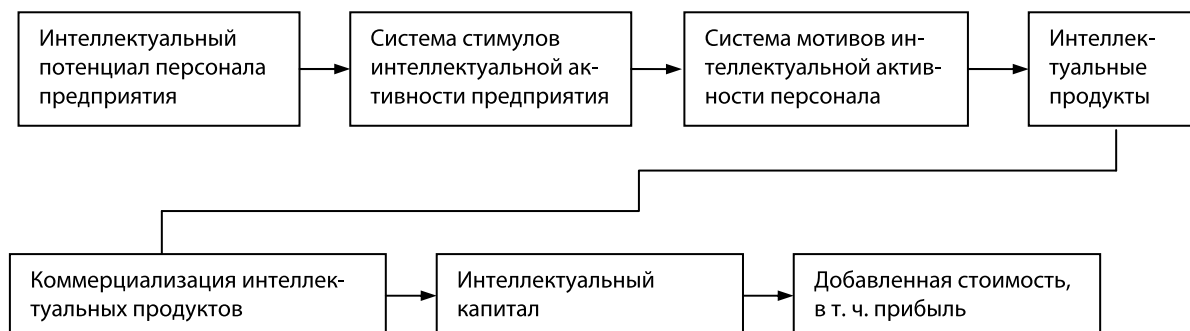 Интеллектуальный
потенциал персонала
предприятия
Система стимулов
интеллектуальной ак-
тивности предприятия
Система мотивов ин-
теллектуальной актив-
ности персонала
Интеллек-
туальные
продукты
Коммерциализация интеллек-
туальных продуктов
Интеллектуальный
капитал
Добавленная стоимость,
в т. ч. прибыль